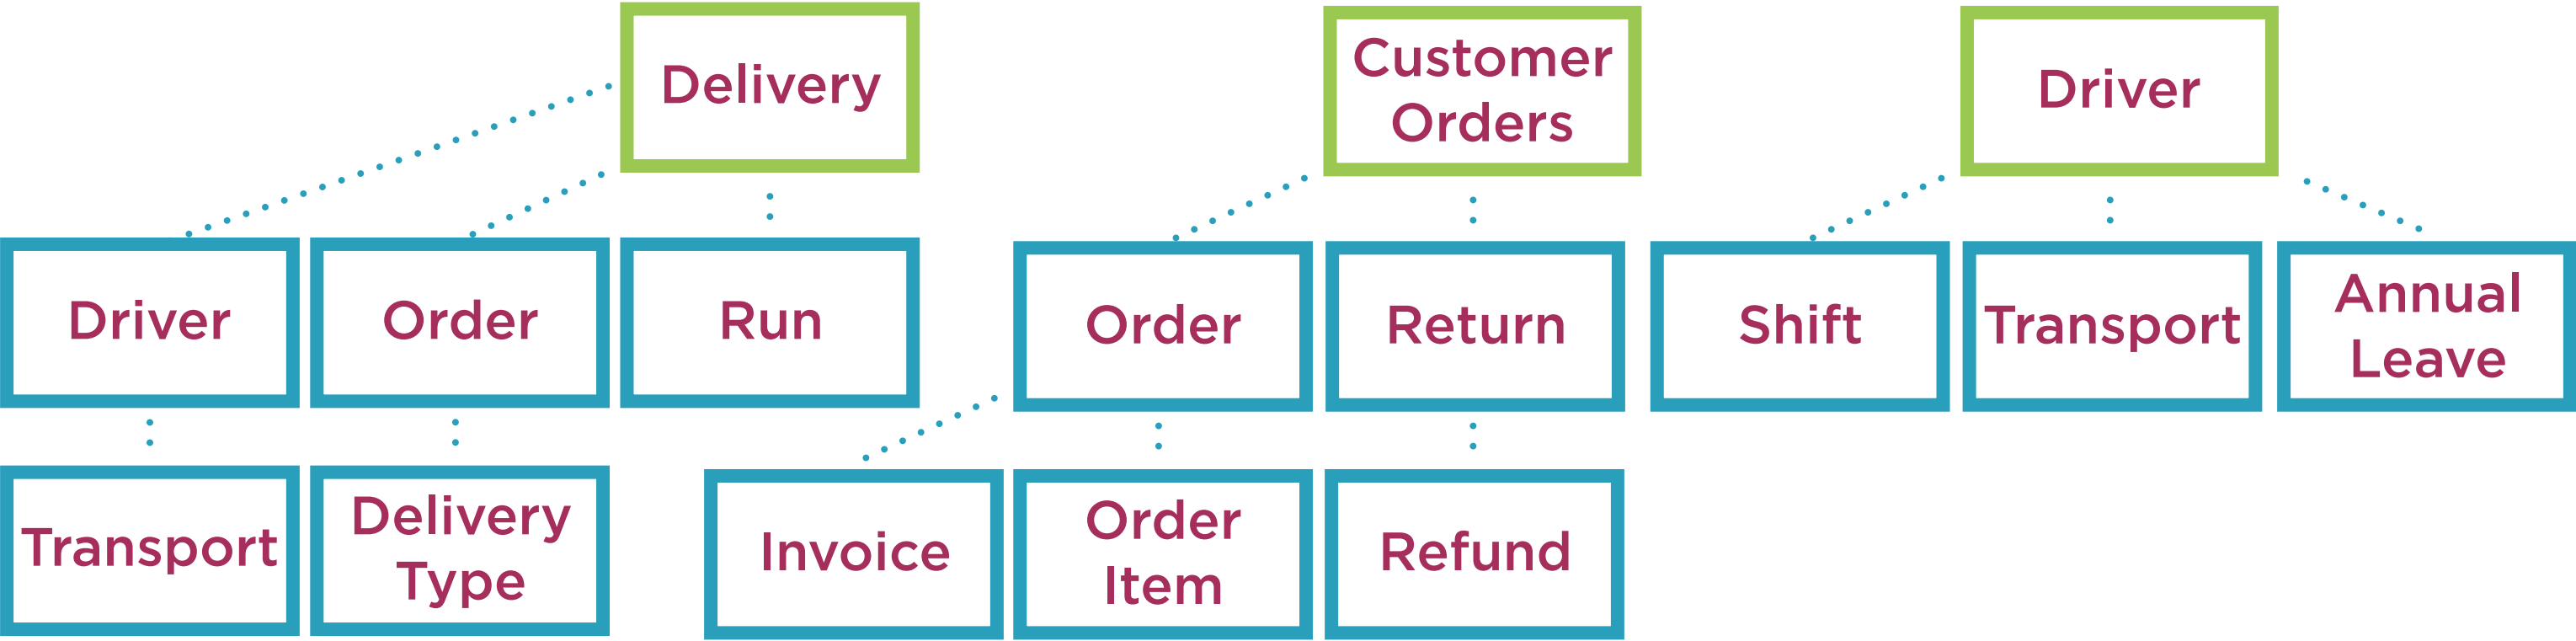 Delivery
Customer
Orders
Driver
Driver
Order
Run
Order
Return
Shift
Transport
Annual
Leave
Transport
Delivery
Type
Invoice
Order
Item
Refund